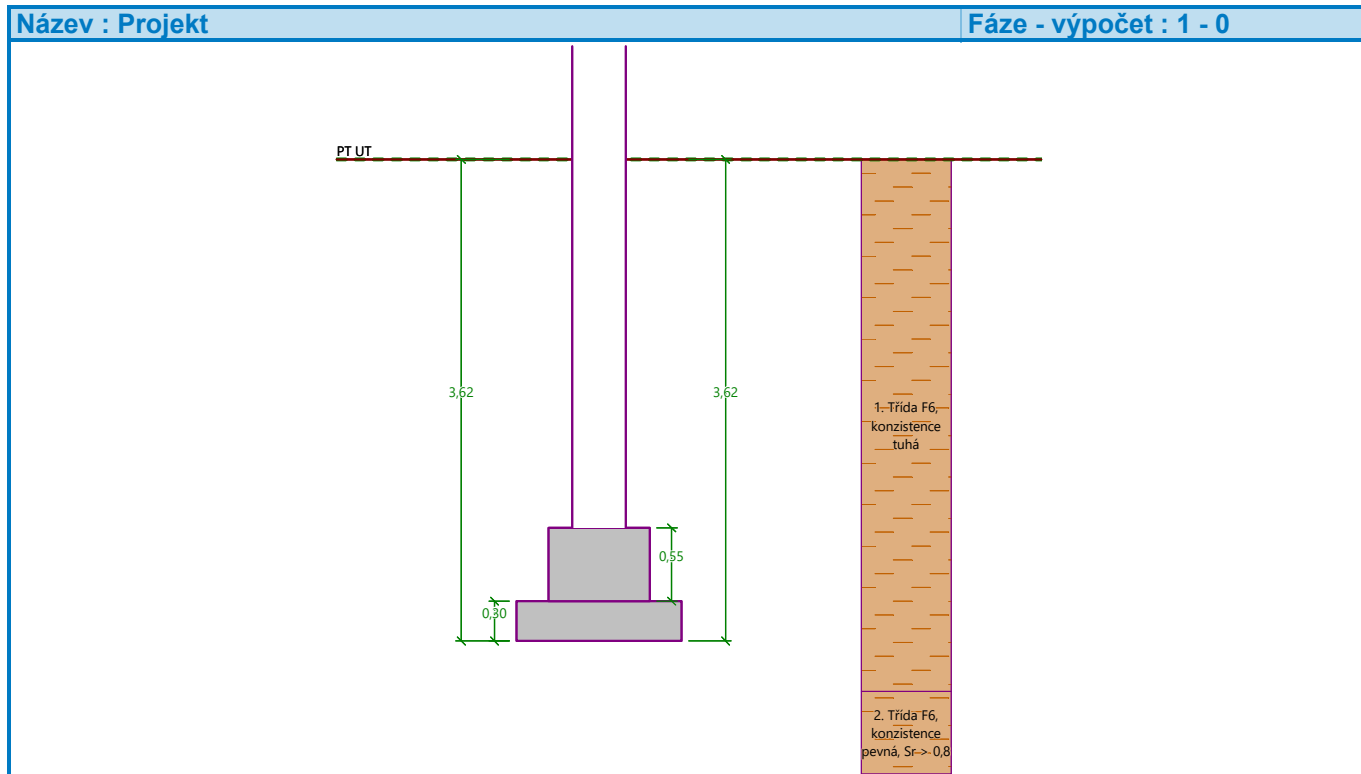 Název : Projekt
Fáze - výpočet : 1 - 0
PT UT
3,62
3,62
1. Třída F6,
konzistence
tuhá
0,55
0,30
2. Třída F6,
konzistence
pevná, Sr > 0,8